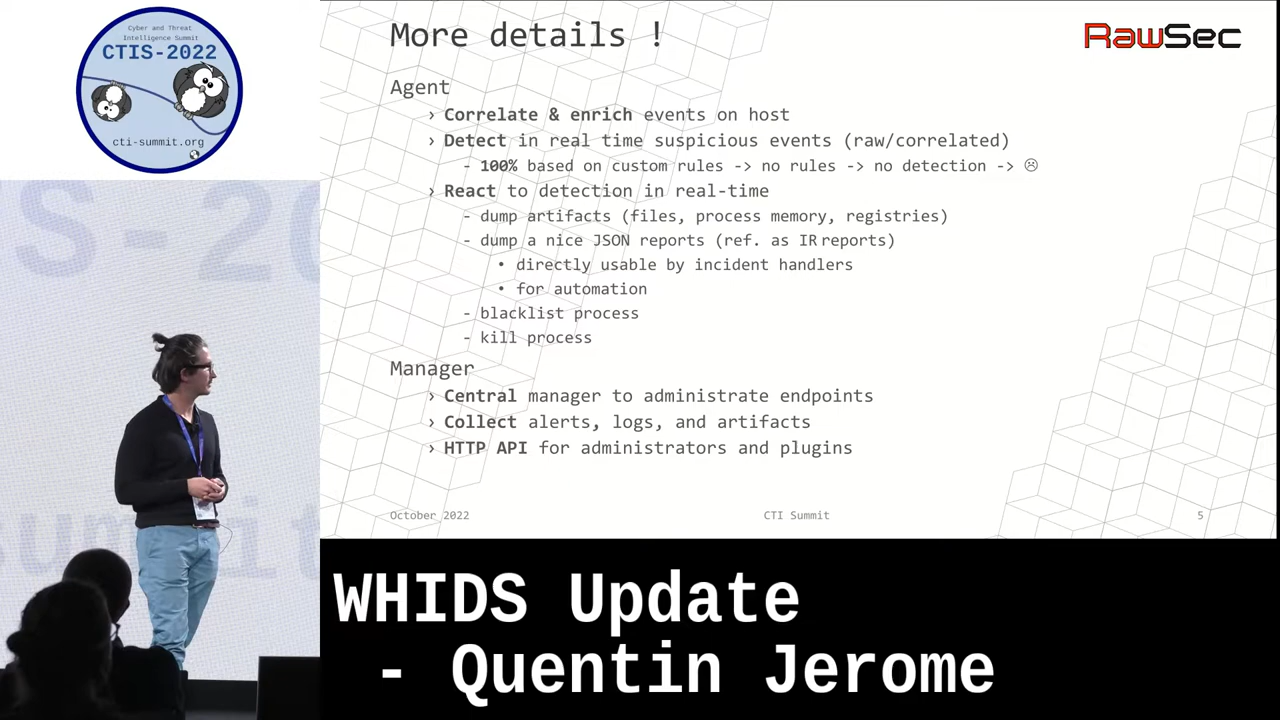 Cyber and Threat
Intelligence Summit
CTIS-2022
cti-summit.org
More details !
RawSec
Agent
› Correlate & enrich events on host
› Detect in real time suspicious events (raw/correlated)
- 100% based on custom rules -> no rules -> no detection -> ☹
› React to detection in real-time
- dump artifacts (files, process memory, registries)
- dump a nice JSON reports (ref. as IR reports)
• directly usable by incident handlers
• for automation
- blacklist process
- kill process
Manager
› Central manager to administrate endpoints
› Collect alerts, logs, and artifacts
› HTTP API for administrators and plugins
October 2022
CTI Summit
5
S-20
summit
WHIDS Update
- Quentin Jerome